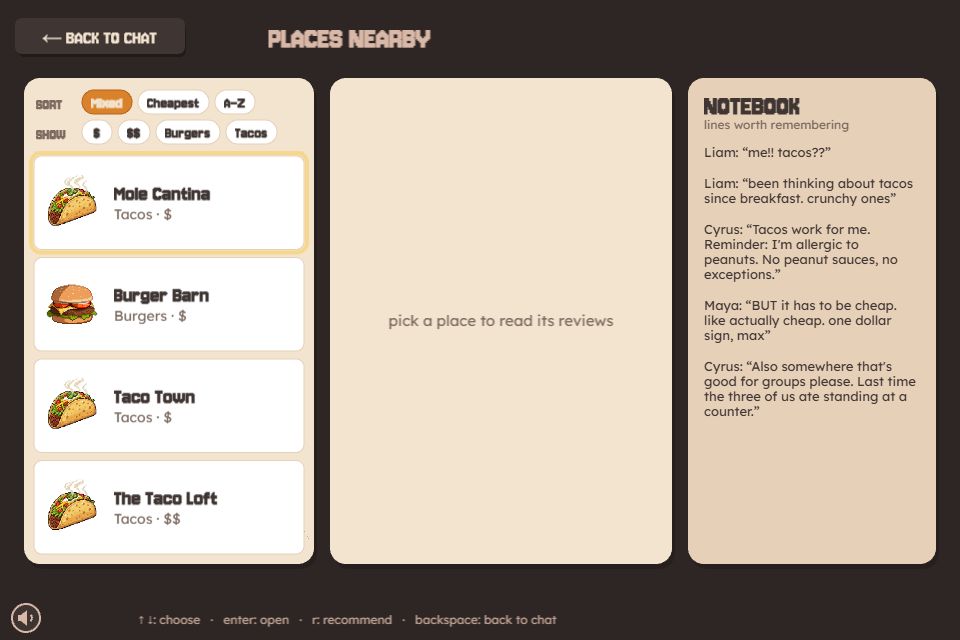 ← BACK TO CHAT
PLACES NEARBY
SORT Mixed Cheapest A-Z
SHOW $ $$ Burgers Tacos
Mole Cantina
Tacos · $
Burger Barn
Burgers · $
Taco Town
Tacos · $
The Taco Loft
Tacos · $$
pick a place to read its reviews
NOTEBOOK
lines worth remembering
Liam: “me!! tacos??”
Liam: “been thinking about tacos
since breakfast. crunchy ones”
Cyrus: “Tacos work for me.
Reminder: I'm allergic to
peanuts. No peanut sauces, no
exceptions.”
Maya: “BUT it has to be cheap.
like actually cheap. one dollar
sign, max”
Cyrus: “Also somewhere that's
good for groups please. Last time
the three of us ate standing at a
counter.”
↑ ↓: choose · enter: open · r: recommend · backspace: back to chat